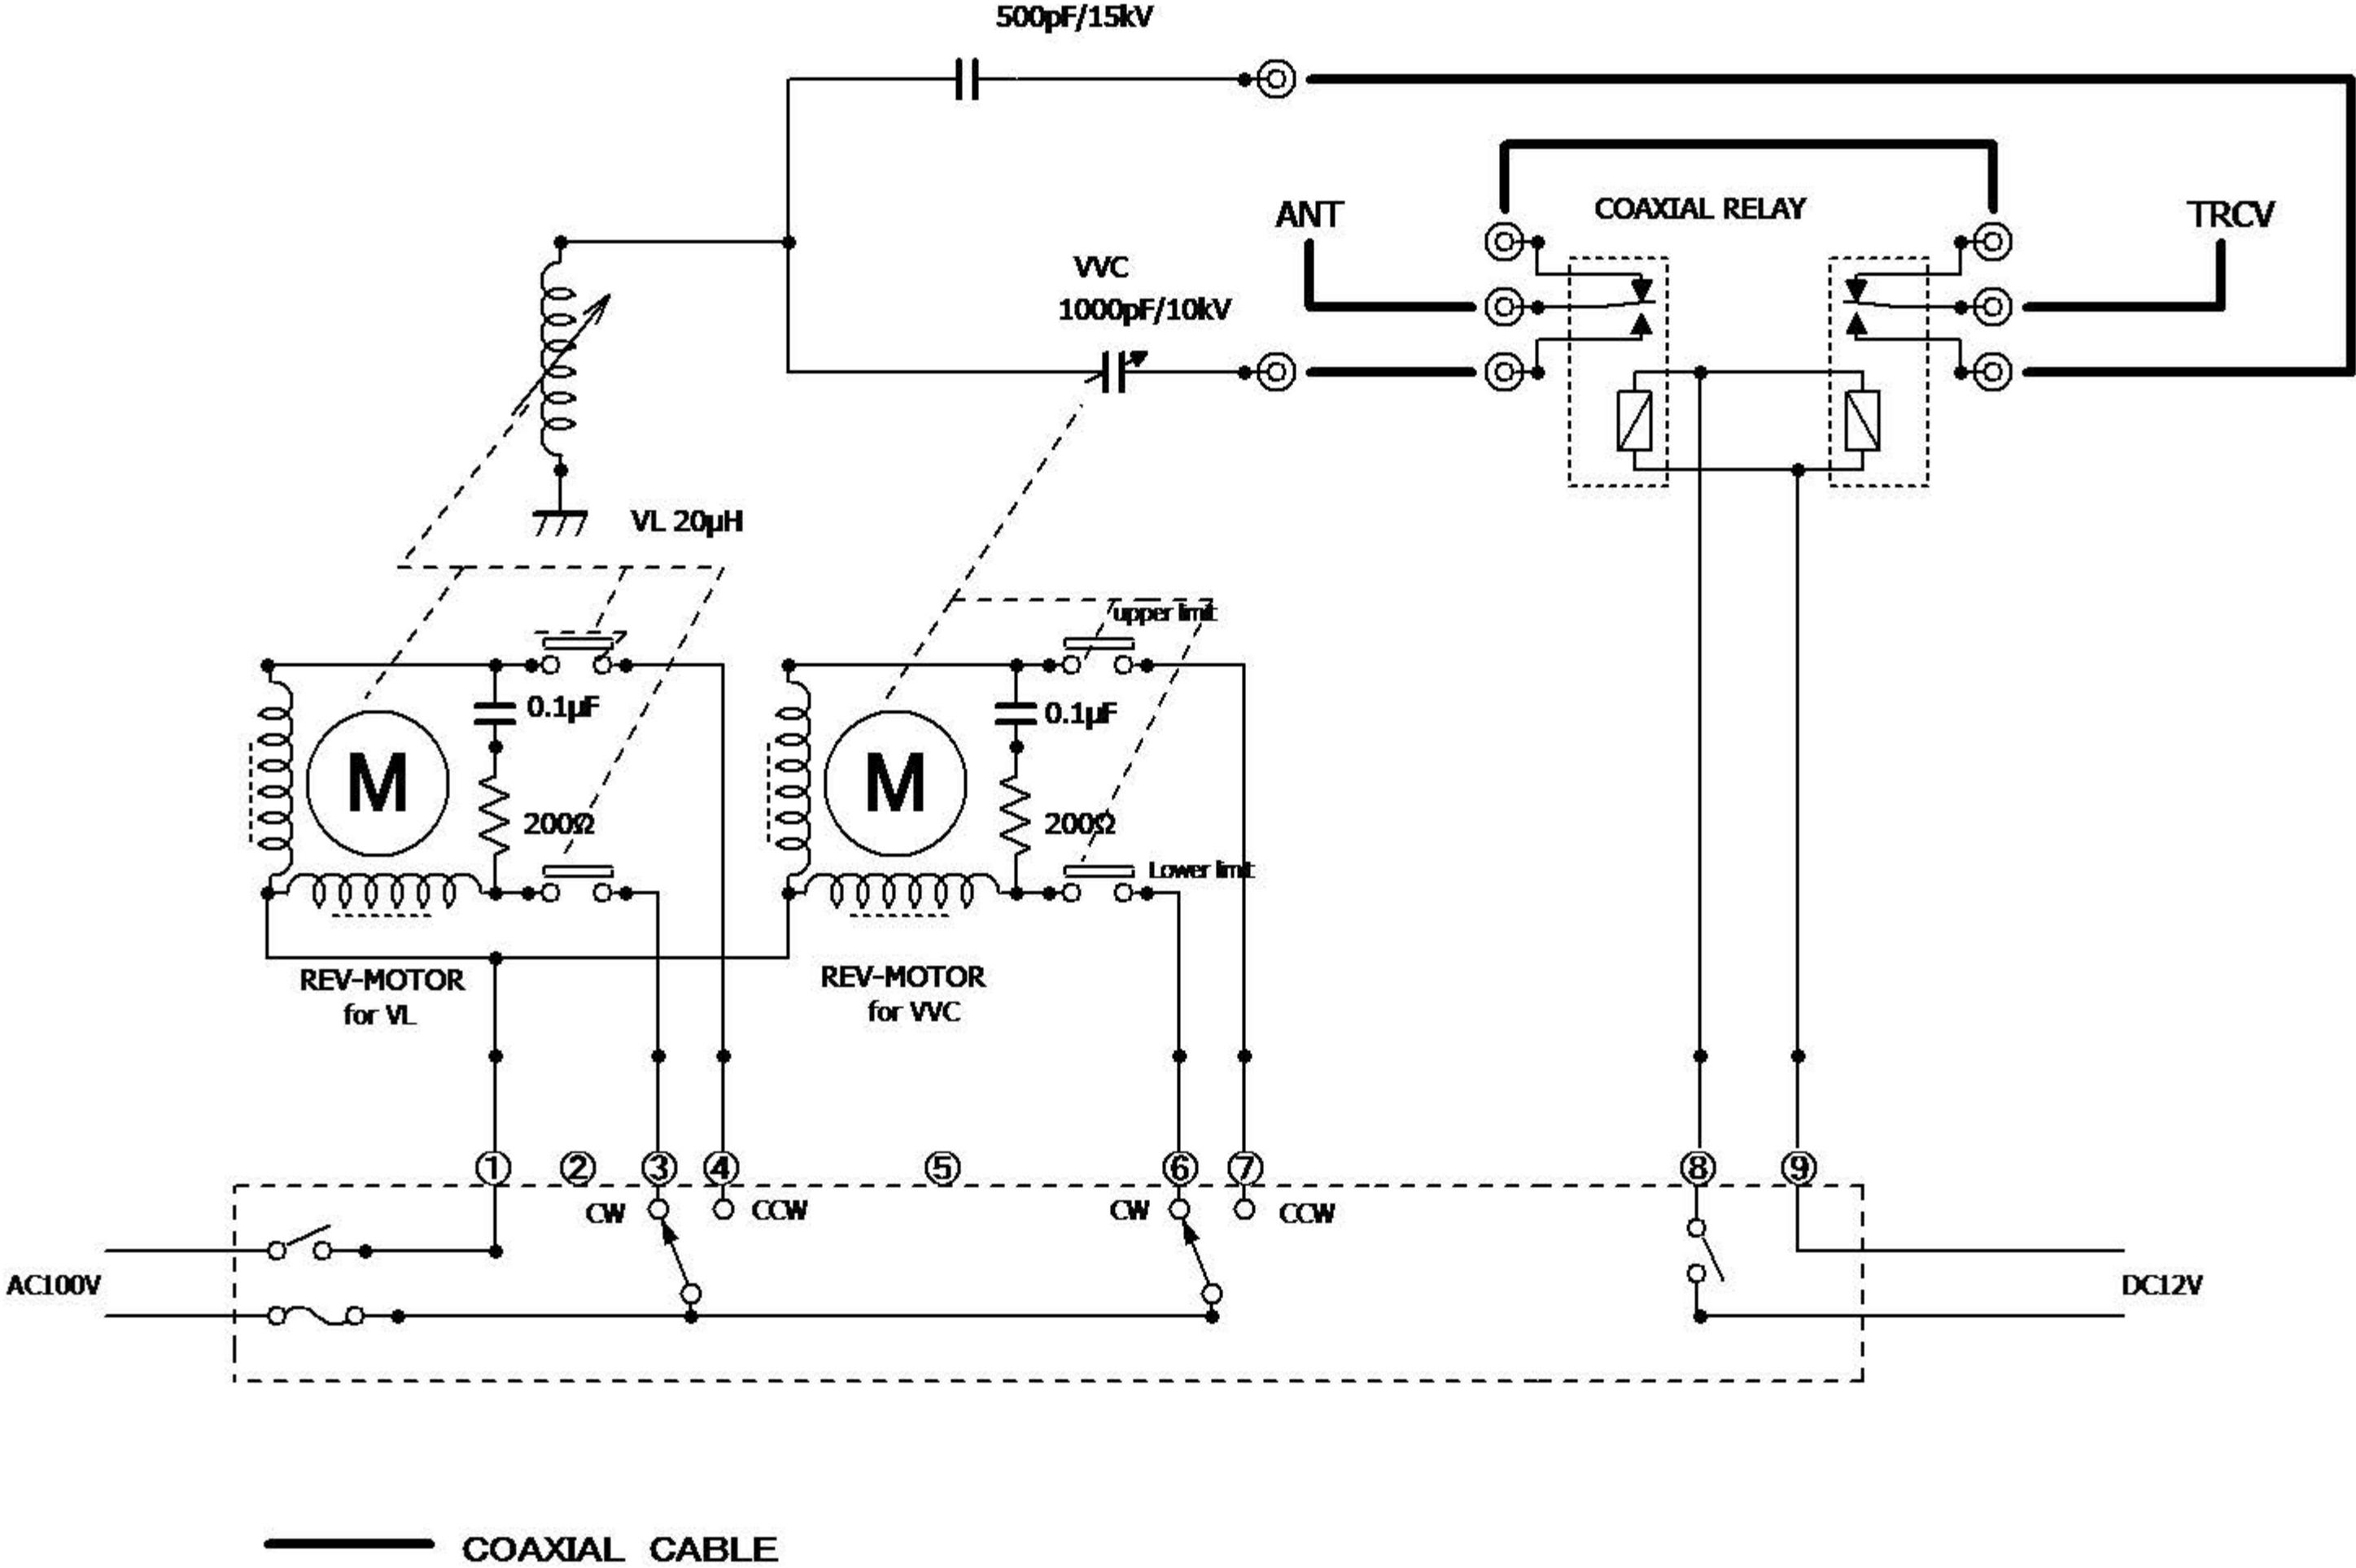 500pF/15kV
ANT
COAXIAL RELAY
TRCV
VVC
1000pF/10kV
VL 20μH
upper limit
0.1μF
0.1μF
M
M
200Ω
200Ω
Lower limit
REV-MOTOR
for VL
REV-MOTOR
for VVC
① ② ③ ④ ⑤ ⑥ ⑦ ⑧ ⑨
CW CCW CW CCW
AC100V
DC12V
COAXIAL CABLE